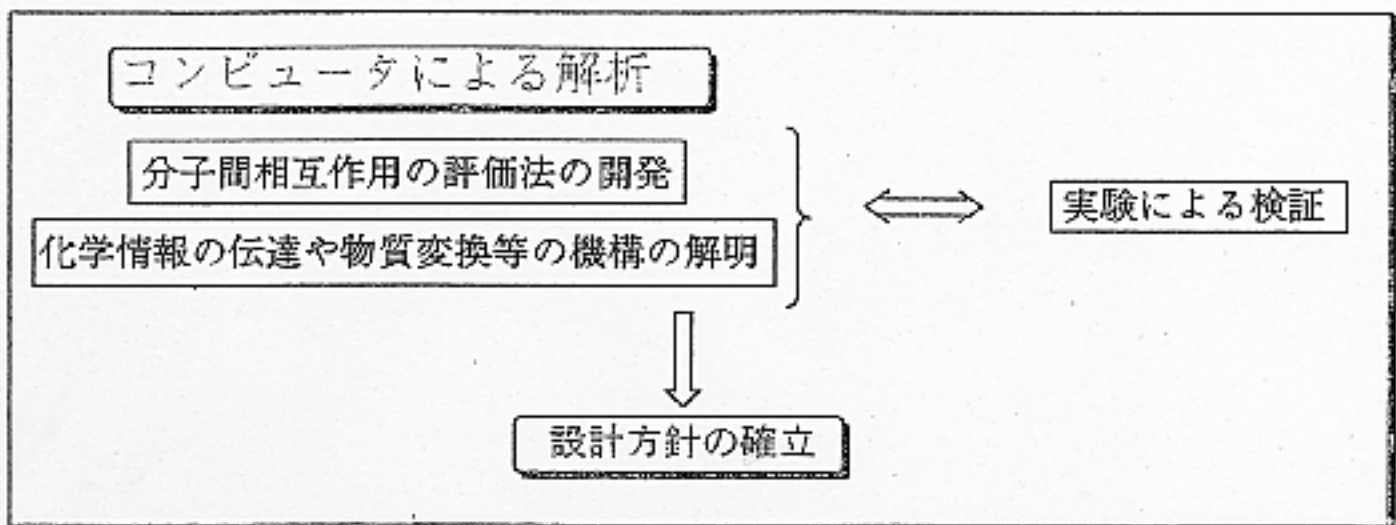 コンピュータによる解析
分子間相互作用の評価法の開発
実験による検証
化学情報の伝達や物質変換等の機構の解明
設計方針の確立